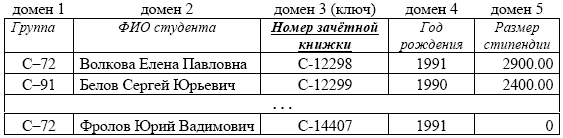 домен 1 домен 2 домен 3 (ключ) домен 4 домен 5
Группа ФИО студента Номер зачётной книжки Год рождения Размер стипендии
С–72 Волкова Елена Павловна С-12298 1991 2900.00
С–91 Белов Сергей Юрьевич С-12299 1990 2400.00
. . .
С–72 Фролов Юрий Вадимович С-14407 1991 0